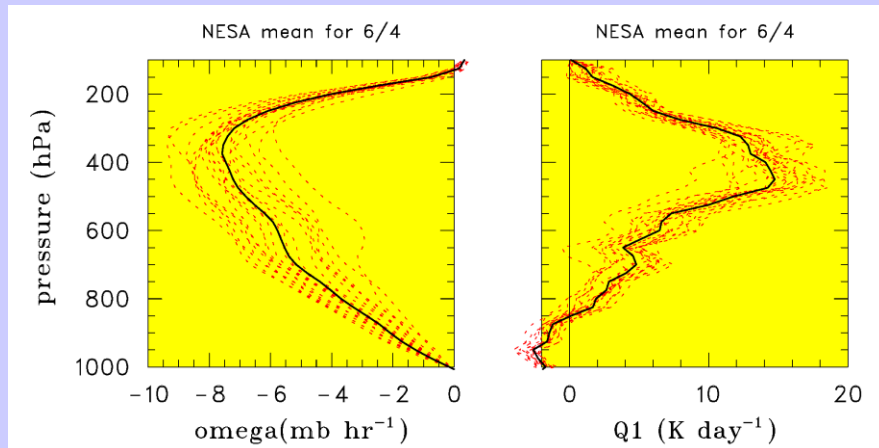 NESA mean for 6/4
NESA mean for 6/4
pressure (hPa)
200
400
600
800
1000
-10 -8 -6 -4 -2 0
0 10 20
omega(mb hr⁻¹)
Q1 (K day⁻¹)